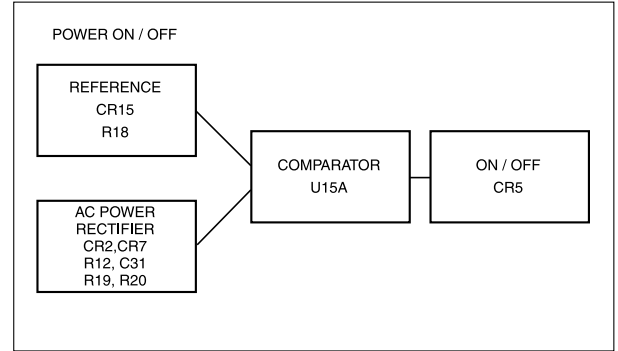 POWER ON / OFF
REFERENCE
CR15
R18
AC POWER
RECTIFIER
CR2,CR7
R12, C31
R19, R20
COMPARATOR
U15A
ON / OFF
CR5